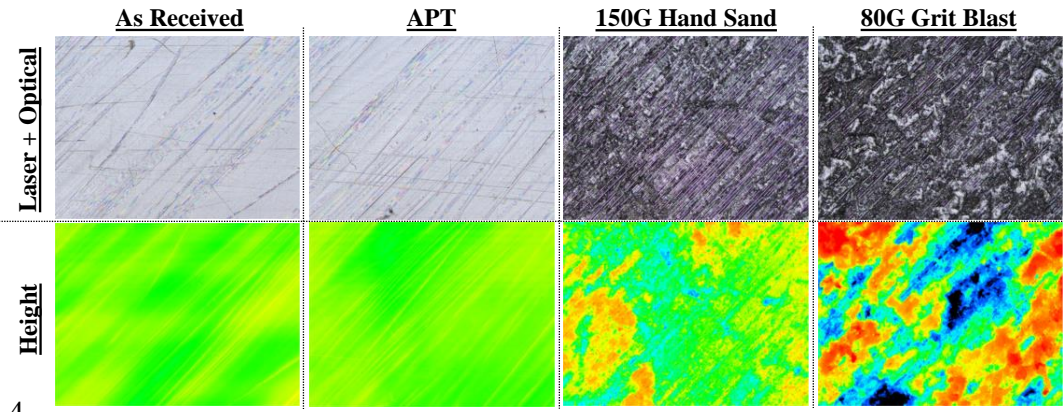 As Received
APT
150G Hand Sand
80G Grit Blast
Laser + Optical
Height
4